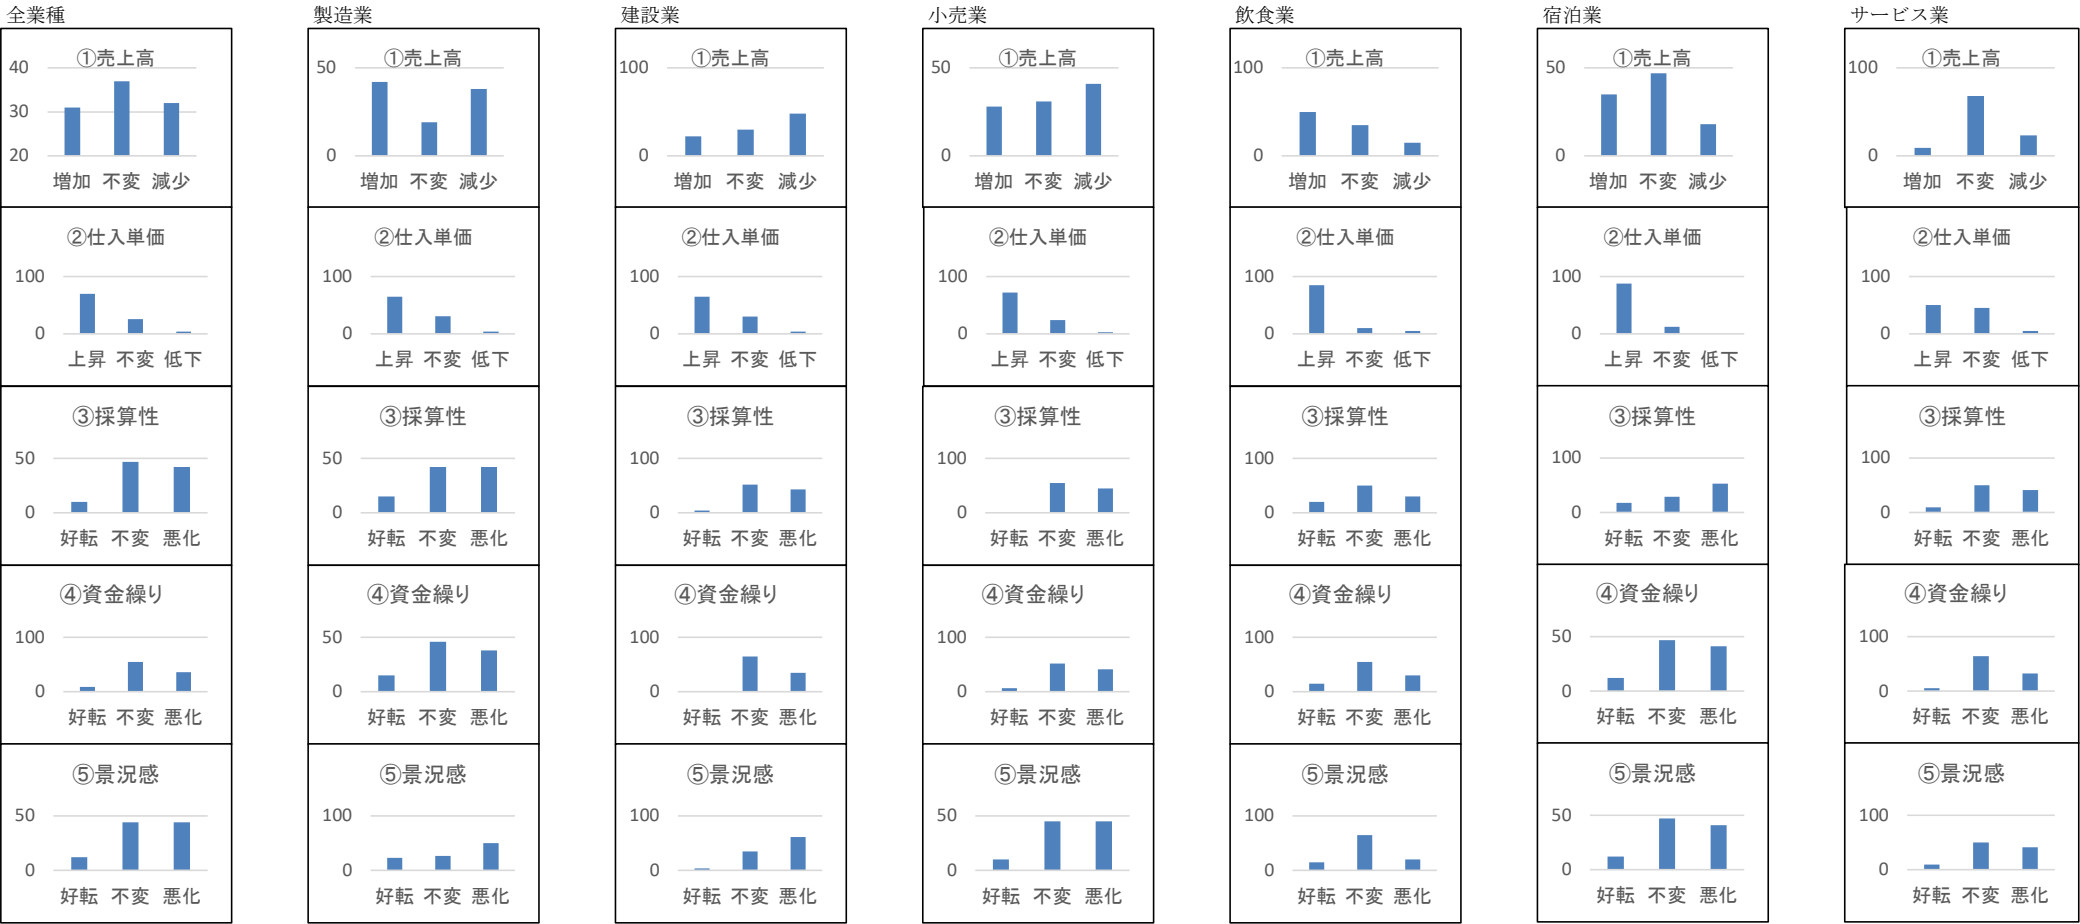 全業種
①売上高
40
30
20
増加 不変 減少
②仕入単価
100
0
上昇 不変 低下
③採算性
50
0
好転 不変 悪化
④資金繰り
100
0
好転 不変 悪化
⑤景況感
50
0
好転 不変 悪化
製造業
①売上高
50
0
増加 不変 減少
②仕入単価
100
0
上昇 不変 低下
③採算性
50
0
好転 不変 悪化
④資金繰り
50
0
好転 不変 悪化
⑤景況感
100
0
好転 不変 悪化
建設業
①売上高
100
0
増加 不変 減少
②仕入単価
100
0
上昇 不変 低下
③採算性
100
0
好転 不変 悪化
④資金繰り
100
0
好転 不変 悪化
⑤景況感
100
0
好転 不変 悪化
小売業
①売上高
50
0
増加 不変 減少
②仕入単価
100
0
上昇 不変 低下
③採算性
100
0
好転 不変 悪化
④資金繰り
100
0
好転 不変 悪化
⑤景況感
50
0
好転 不変 悪化
飲食業
①売上高
100
0
増加 不変 減少
②仕入単価
100
0
上昇 不変 低下
③採算性
100
0
好転 不変 悪化
④資金繰り
100
0
好転 不変 悪化
⑤景況感
100
0
好転 不変 悪化
宿泊業
①売上高
50
0
増加 不変 減少
②仕入単価
100
0
上昇 不変 低下
③採算性
100
0
好転 不変 悪化
④資金繰り
50
0
好転 不変 悪化
⑤景況感
50
0
好転 不変 悪化
サービス業
①売上高
100
0
増加 不変 減少
②仕入単価
100
0
上昇 不変 低下
③採算性
100
0
好転 不変 悪化
④資金繰り
100
0
好転 不変 悪化
⑤景況感
100
0
好転 不変 悪化